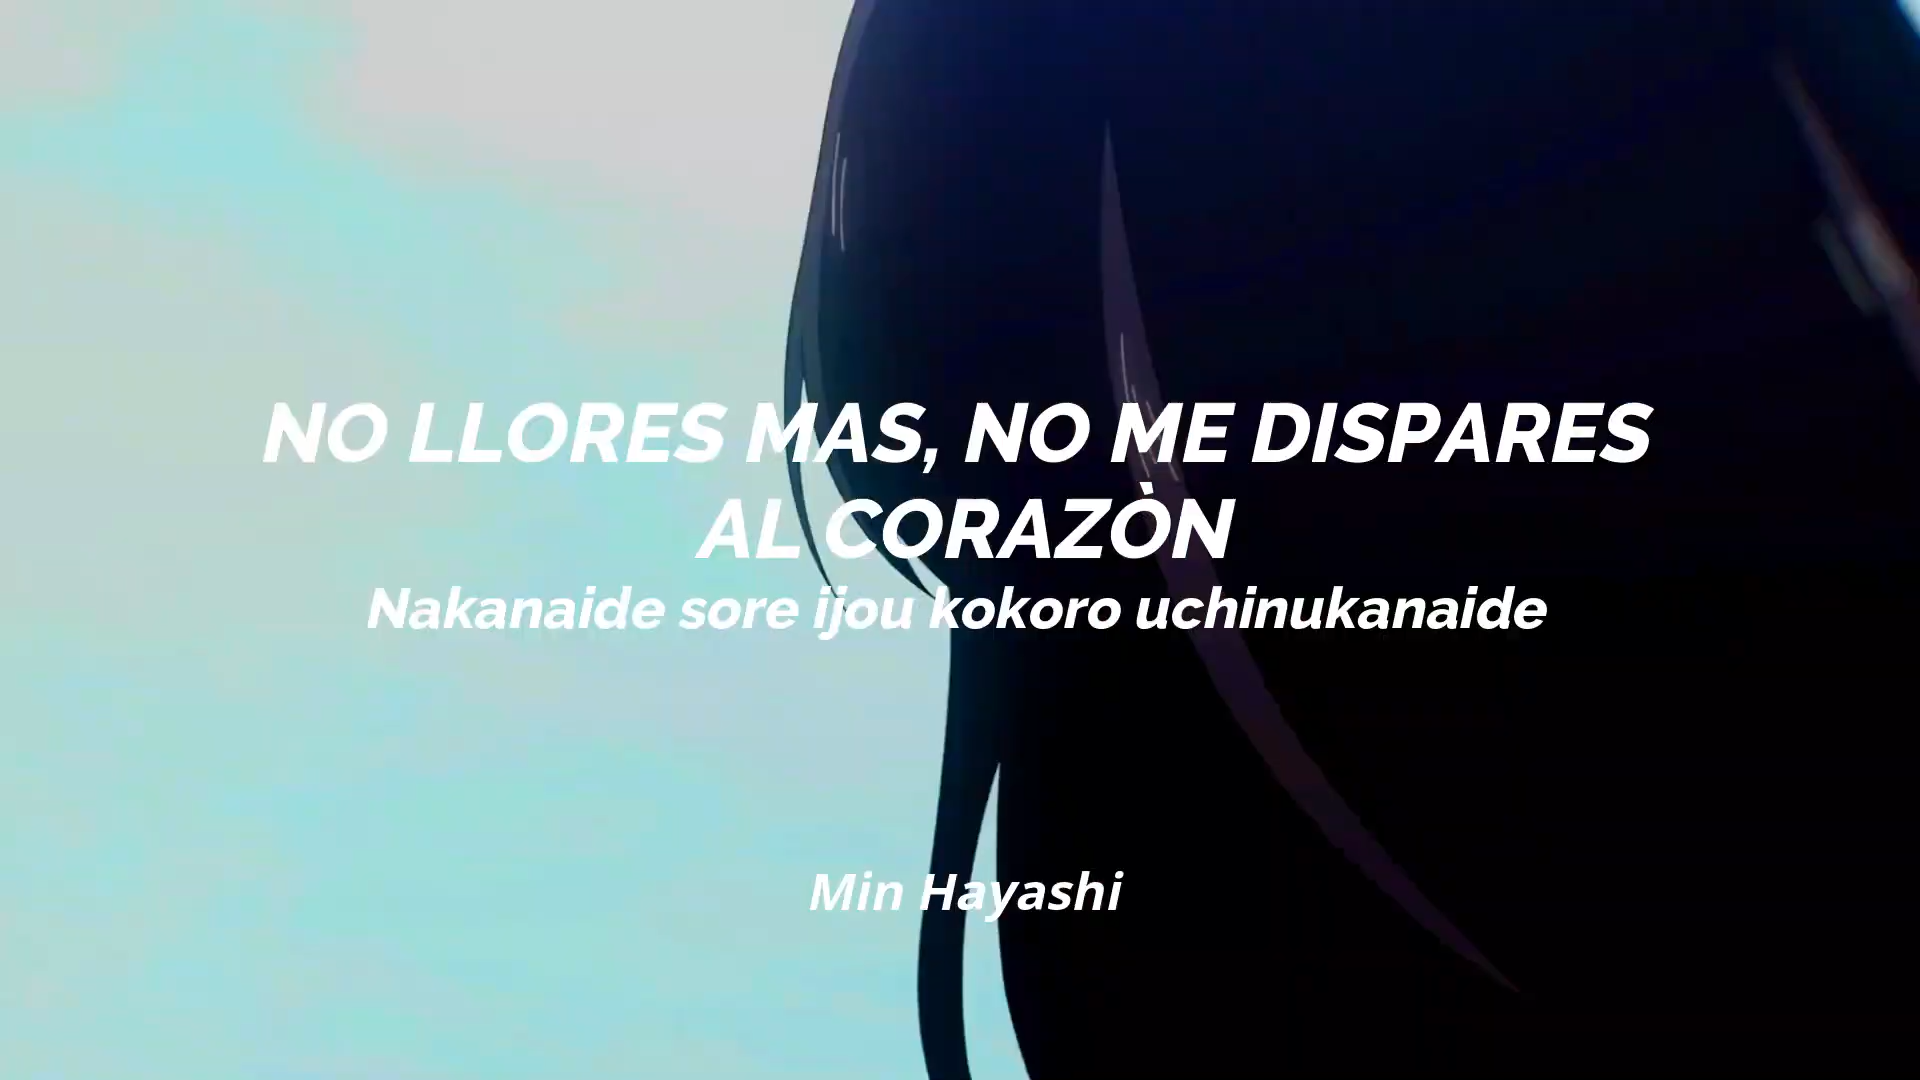 NO LLORES MAS, NO ME DISPARES
AL CORAZÒN
Nakanaide sore ijou kokoro uchinukanaide
Min Hayashi